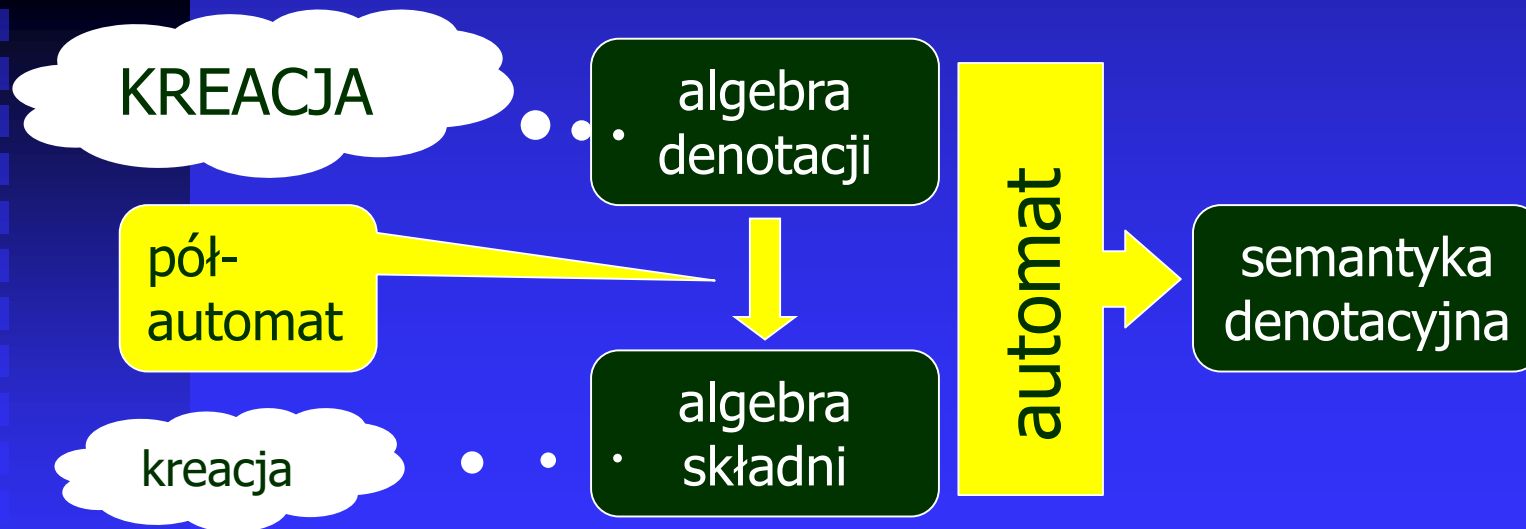 KREACJA
algebra
denotacji
pół-
automat
automat
semantyka
denotacyjna
kreacja
algebra
składni